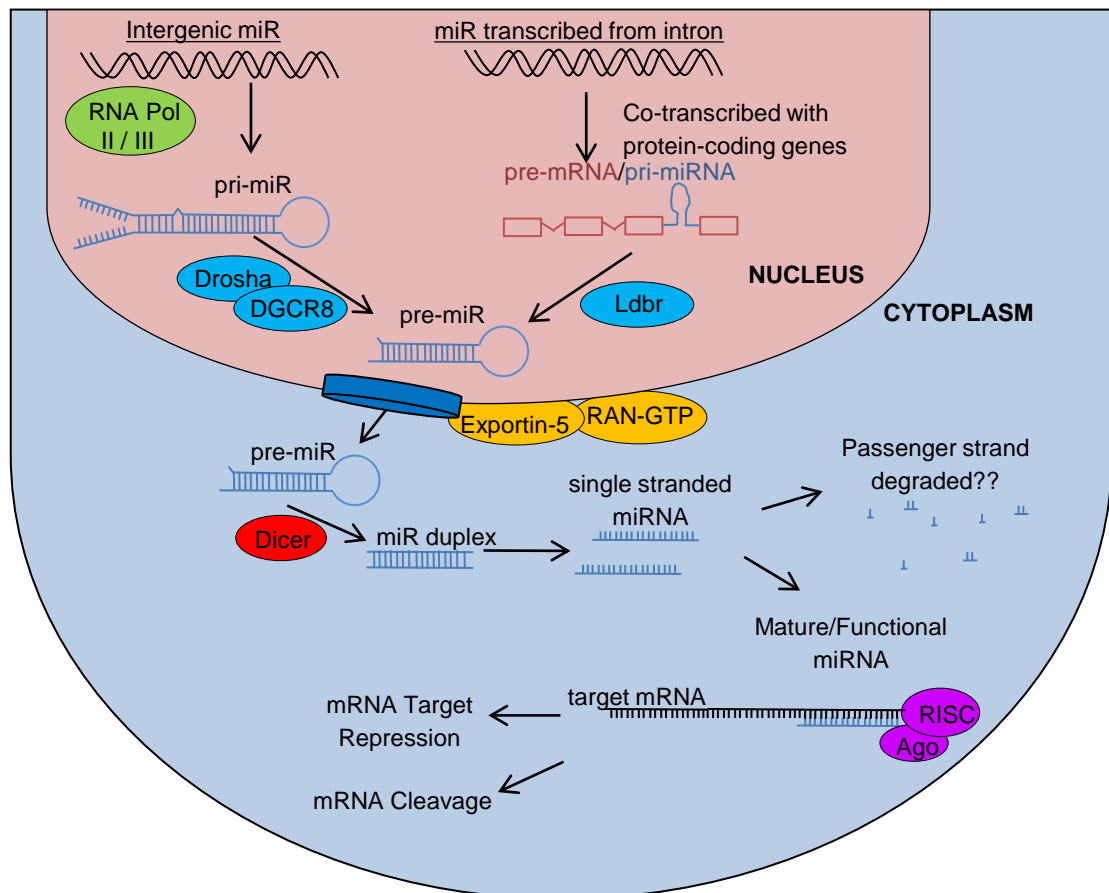 Intergenic miR
miR transcribed from intron
RNA Pol
II / III
Co-transcribed with
protein-coding genes
pre-mRNA/pri-miRNA
pri-miR
Drosha
DGCR8
Ldbr
NUCLEUS
CYTOPLASM
pre-miR
Exportin-5
RAN-GTP
pre-miR
Dicer
miR duplex
single stranded
miRNA
Passenger strand
degraded??
Mature/Functional
miRNA
target mRNA
RISC
Ago
mRNA Target
Repression
mRNA Cleavage